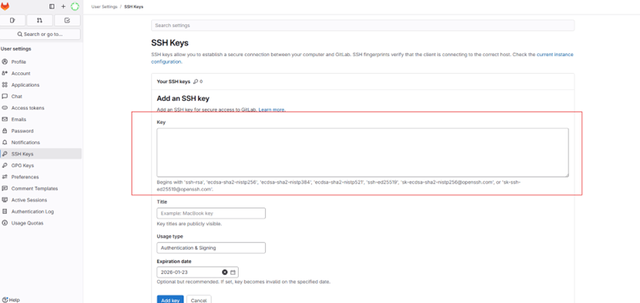 User Settings / SSH Keys
Search or go to...
Search settings
User settings
Profile
Account
Applications
Chat
Access tokens
Emails
Password
Notifications
SSH Keys
GPG Keys
Preferences
Comment Templates
Active Sessions
Authentication Log
Usage Quotas
Help
SSH Keys
SSH keys allow you to establish a secure connection between your computer and GitLab. SSH fingerprints verify that the client is connecting to the correct host. Check the current instance
configuration.
Your SSH keys 0
Add an SSH key
Add an SSH key for secure access to GitLab. Learn more.
Key
Begins with 'ssh-rsa', 'ecdsa-sha2-nistp256', 'ecdsa-sha2-nistp384', 'ecdsa-sha2-nistp521', 'ssh-ed25519', 'sk-ecdsa-sha2-nistp256@openssh.com', or 'sk-ssh-
ed25519@openssh.com'.
Title
Example: MacBook key
Key titles are publicly visible.
Usage type
Authentication & Signing
Expiration date
2026-01-23
Optional but recommended. If set, key becomes invalid on the specified date.
Add key Cancel